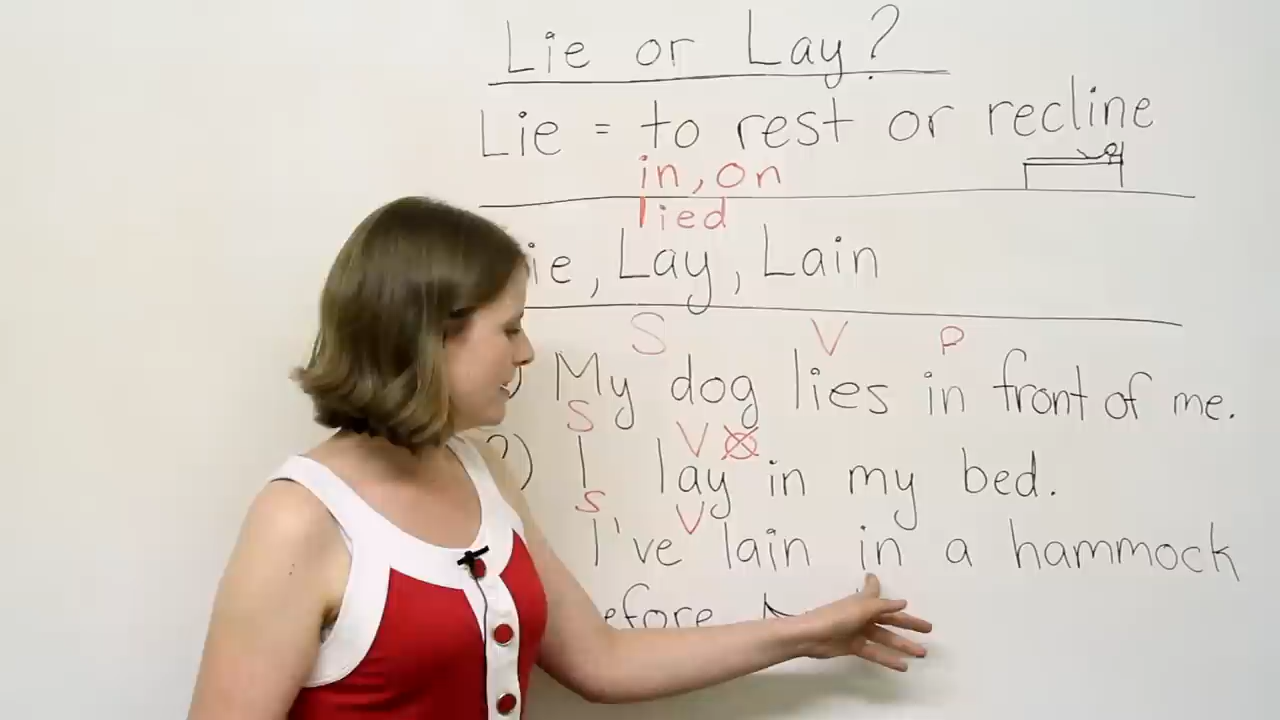 Lie or Lay?
Lie = to rest or recline
in, on
lied
ie, Lay, Lain
S V P
) My dog lies in front of me.
S V
2) I lay in my bed.
S V
I've lain in a hammock
efore